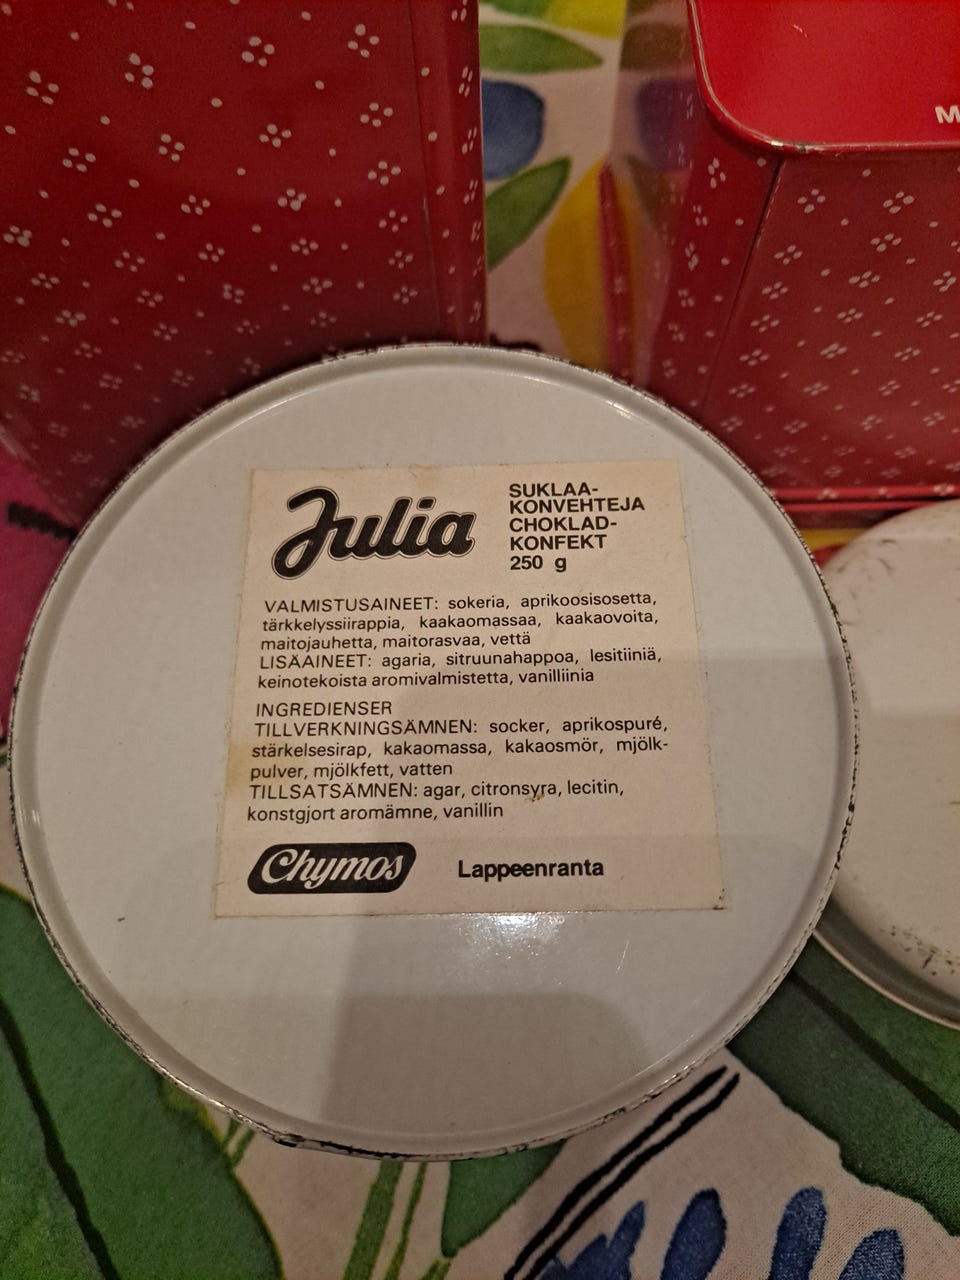 M
Julia
SUKLAA-
KONVEHTEJA
CHOKLAD-
KONFEKT
250 g
VALMISTUSAINEET: sokeria, aprikoosisosetta,
tärkkelyssiirappia, kaakaomassaa, kaakaovoita,
maitojauhetta, maitorasvaa, vettä
LISÄAINEET: agaria, sitruunahappoa, lesitiiniä,
keinotekoista aromivalmistetta, vanilliinia
INGREDIENSER
TILLVERKNINGSÄMNEN: socker, aprikospuré,
stärkelsesirap, kakaomassa, kakaosmör, mjölk-
pulver, mjölkfett, vatten
TILLSATSÄMNEN: agar, citronsyra, lecitin,
konstgjort aromämne, vanillin
Chymos
Lappeenranta